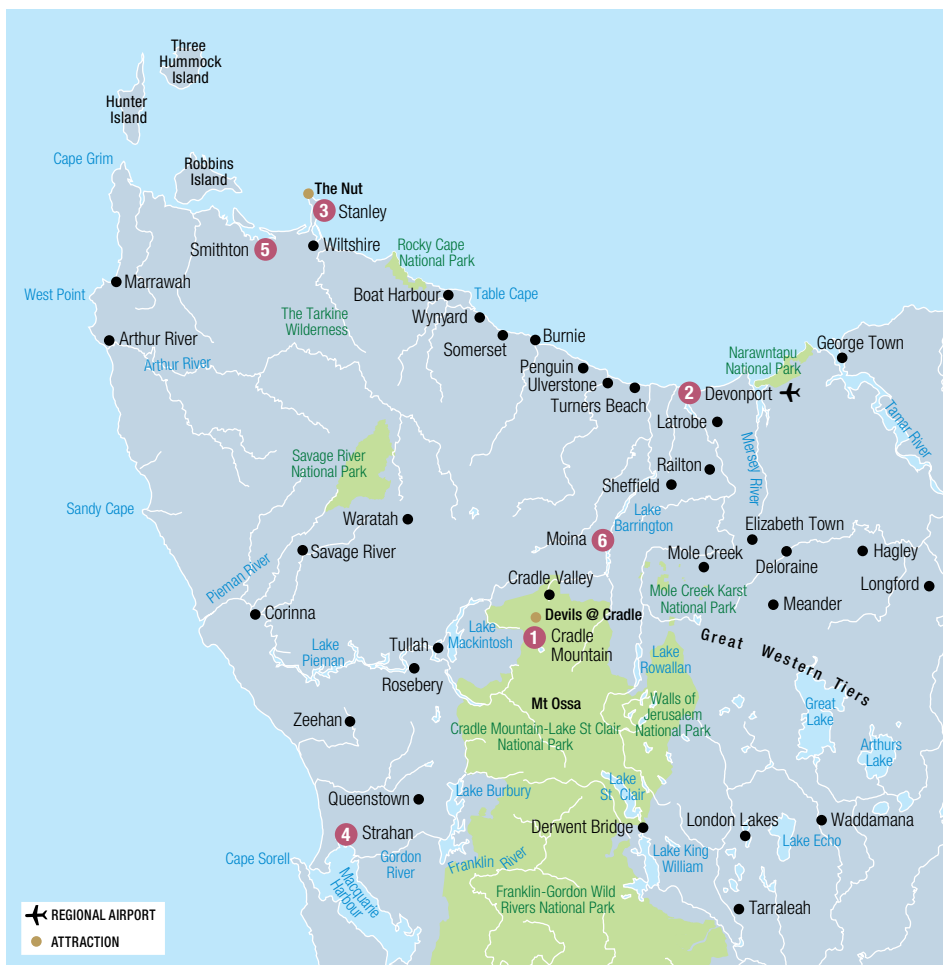 Three
Hummock
Island
Hunter
Island
Cape Grim
Robbins
Island
The Nut
3 Stanley
Smithton 5
Wiltshire
Rocky Cape
National Park
Marrawah
West Point
Boat Harbour
Table Cape
The Tarkine
Wilderness
Wynyard
Arthur River
Arthur River
Somerset
Burnie
Narawntapu
National Park
George Town
Penguin
Ulverstone
Turners Beach
2 Devonport
Latrobe
Tamar River
Mersey River
Savage River
National Park
Railton
Sheffield
Sandy Cape
Waratah
Lake
Barrington
Moina 6
Elizabeth Town
Savage River
Mole Creek
Deloraine
Hagley
Pieman River
Cradle Valley
Mole Creek Karst
National Park
Longford
Corinna
Devils @ Cradle
Meander
1 Cradle
Mountain
Lake
Mackintosh
Tullah
Lake
Pieman
Rosebery
Lake
Rowallan
Great Western Tiers
Mt Ossa
Walls of
Jerusalem
National Park
Great
Lake
Zeehan
Cradle Mountain-Lake St Clair
National Park
Arthurs
Lake
Lake
St Clair
Queenstown
Lake Burbury
4 Strahan
Derwent Bridge
London Lakes
Waddamana
Lake Echo
Cape Sorell
Gordon
River
Franklin River
Lake King
William
Macquarie
Harbour
Franklin-Gordon Wild
Rivers National Park
Tarraleah
REGIONAL AIRPORT
ATTRACTION